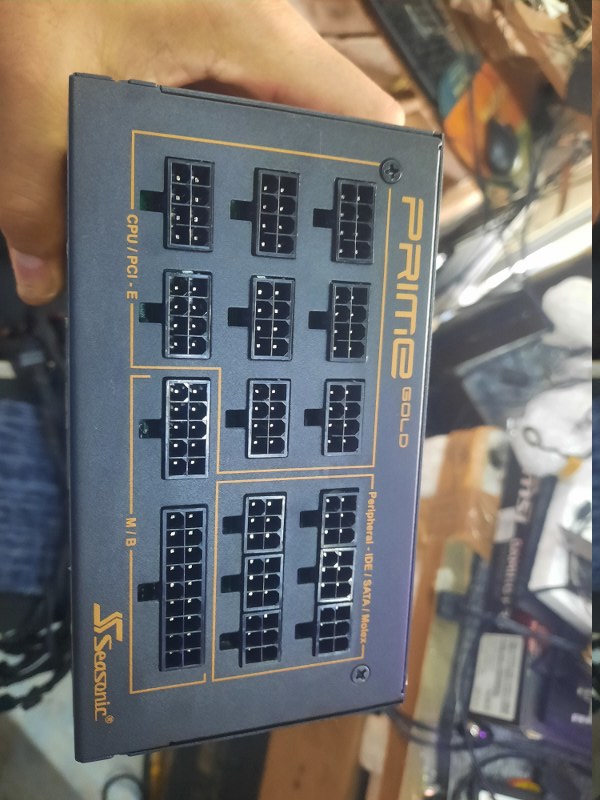 PRIME GOLD
CPU / PCI - E
Peripheral - IDE / SATA / Molex
M / B
Seasonic®